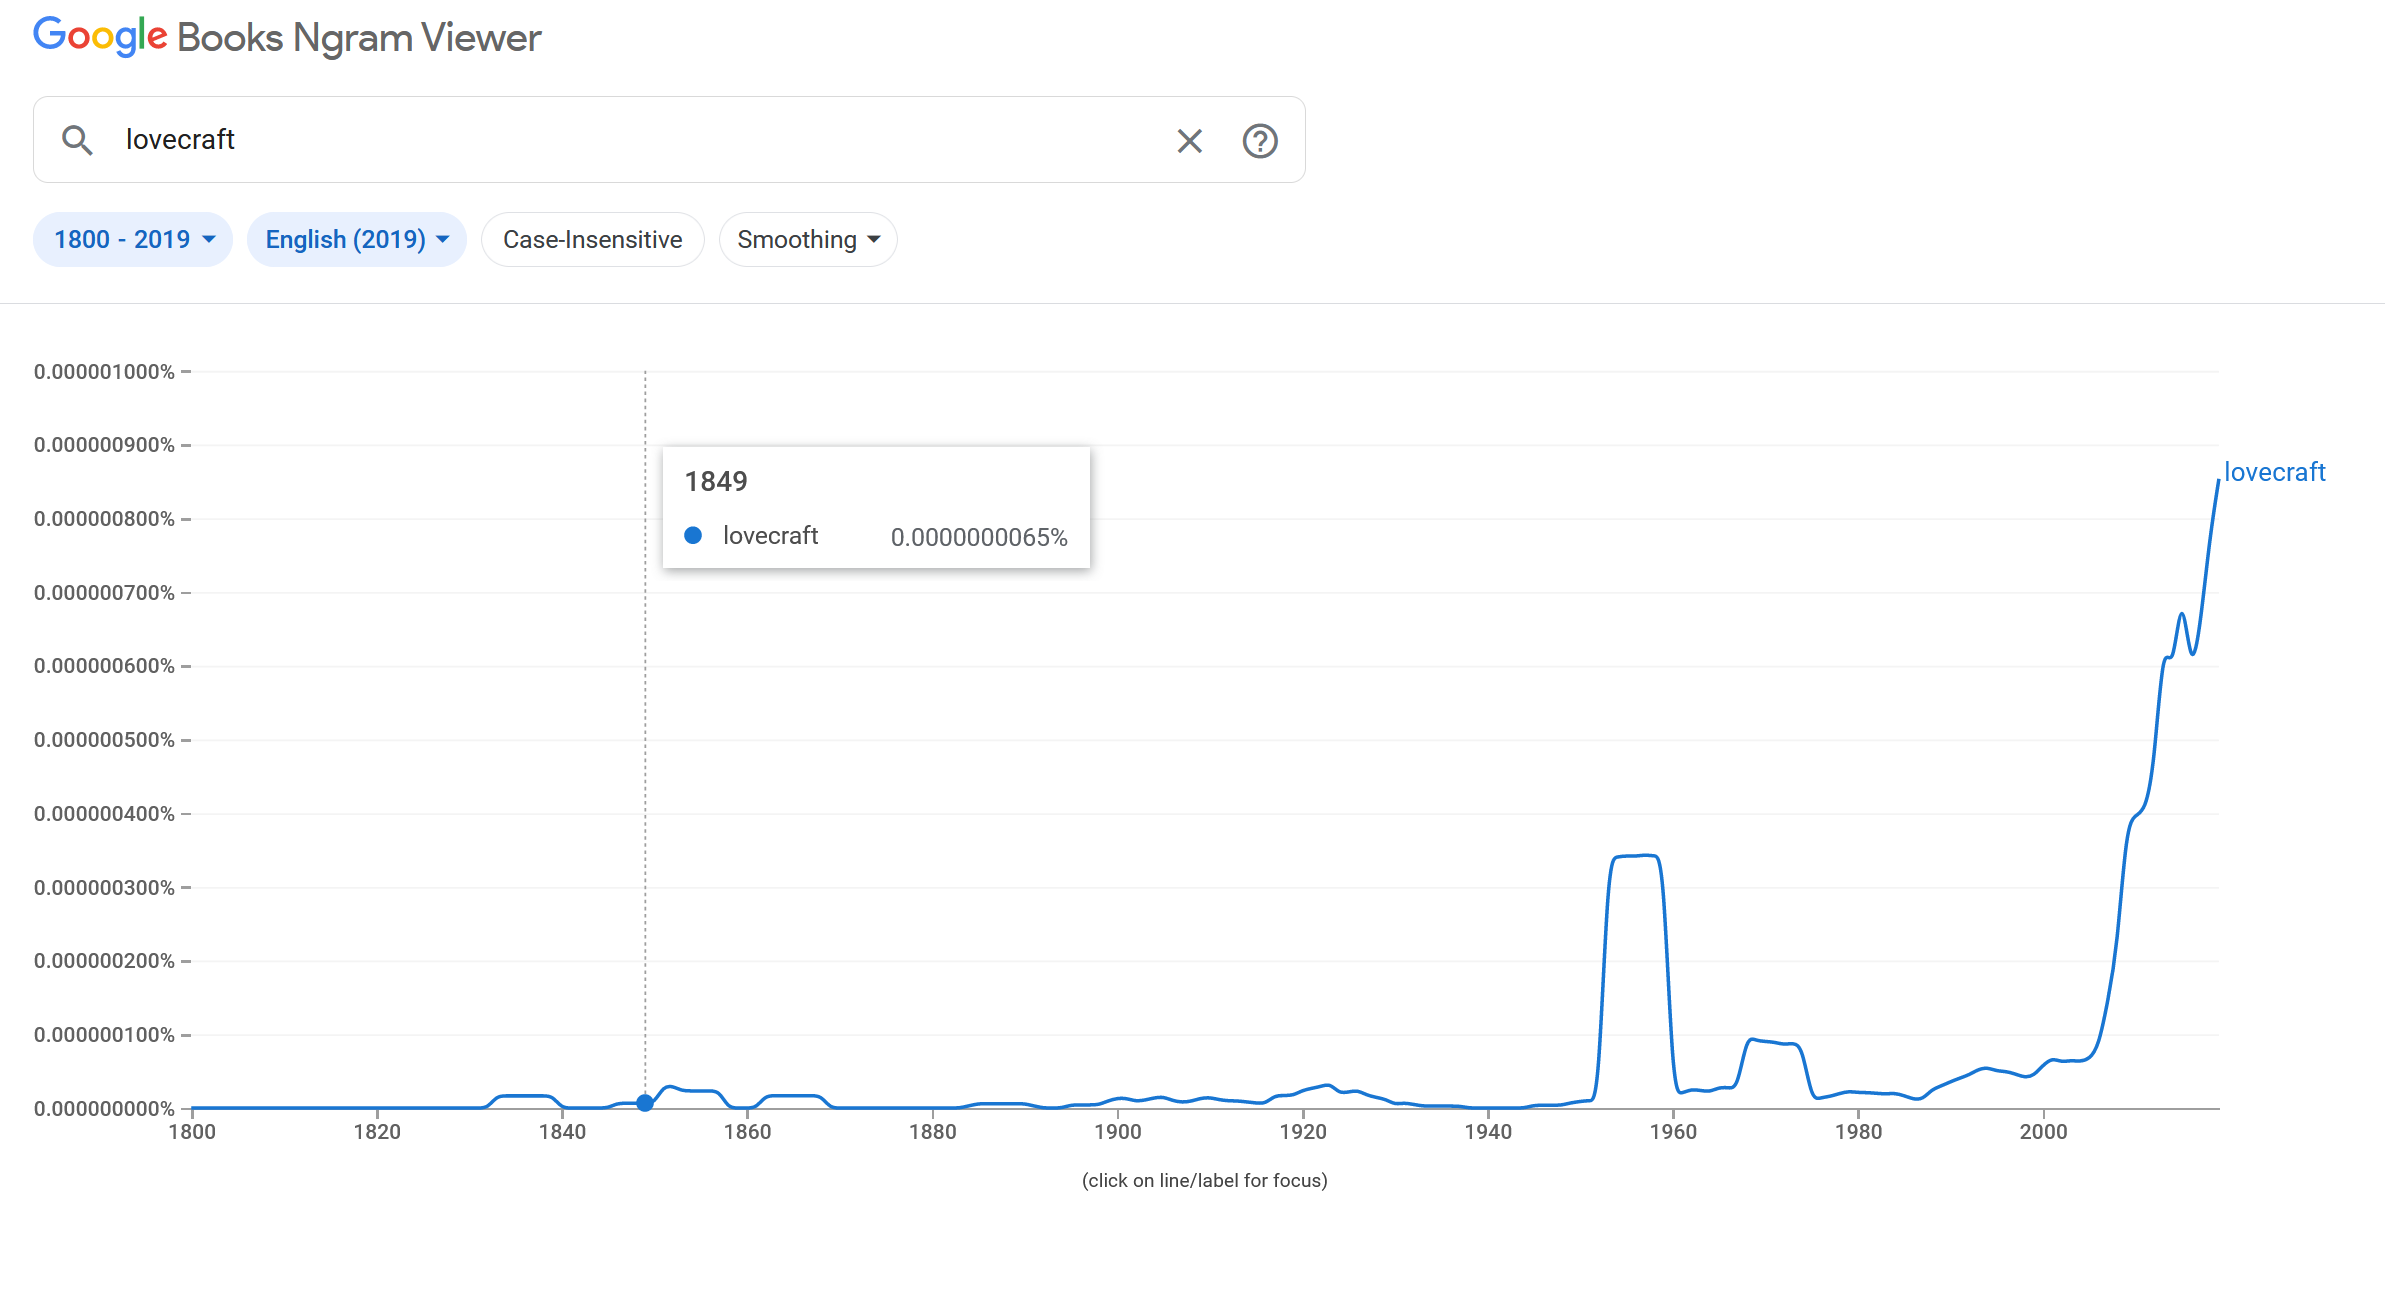 Google Books Ngram Viewer
lovecraft
1800 - 2019
English (2019)
Case-Insensitive
Smoothing
0.000001000%
0.000000900%
0.000000800%
0.000000700%
0.000000600%
0.000000500%
0.000000400%
0.000000300%
0.000000200%
0.000000100%
0.000000000%
1849
lovecraft 0.0000000065%
lovecraft
1800 1820 1840 1860 1880 1900 1920 1940 1960 1980 2000
(click on line/label for focus)